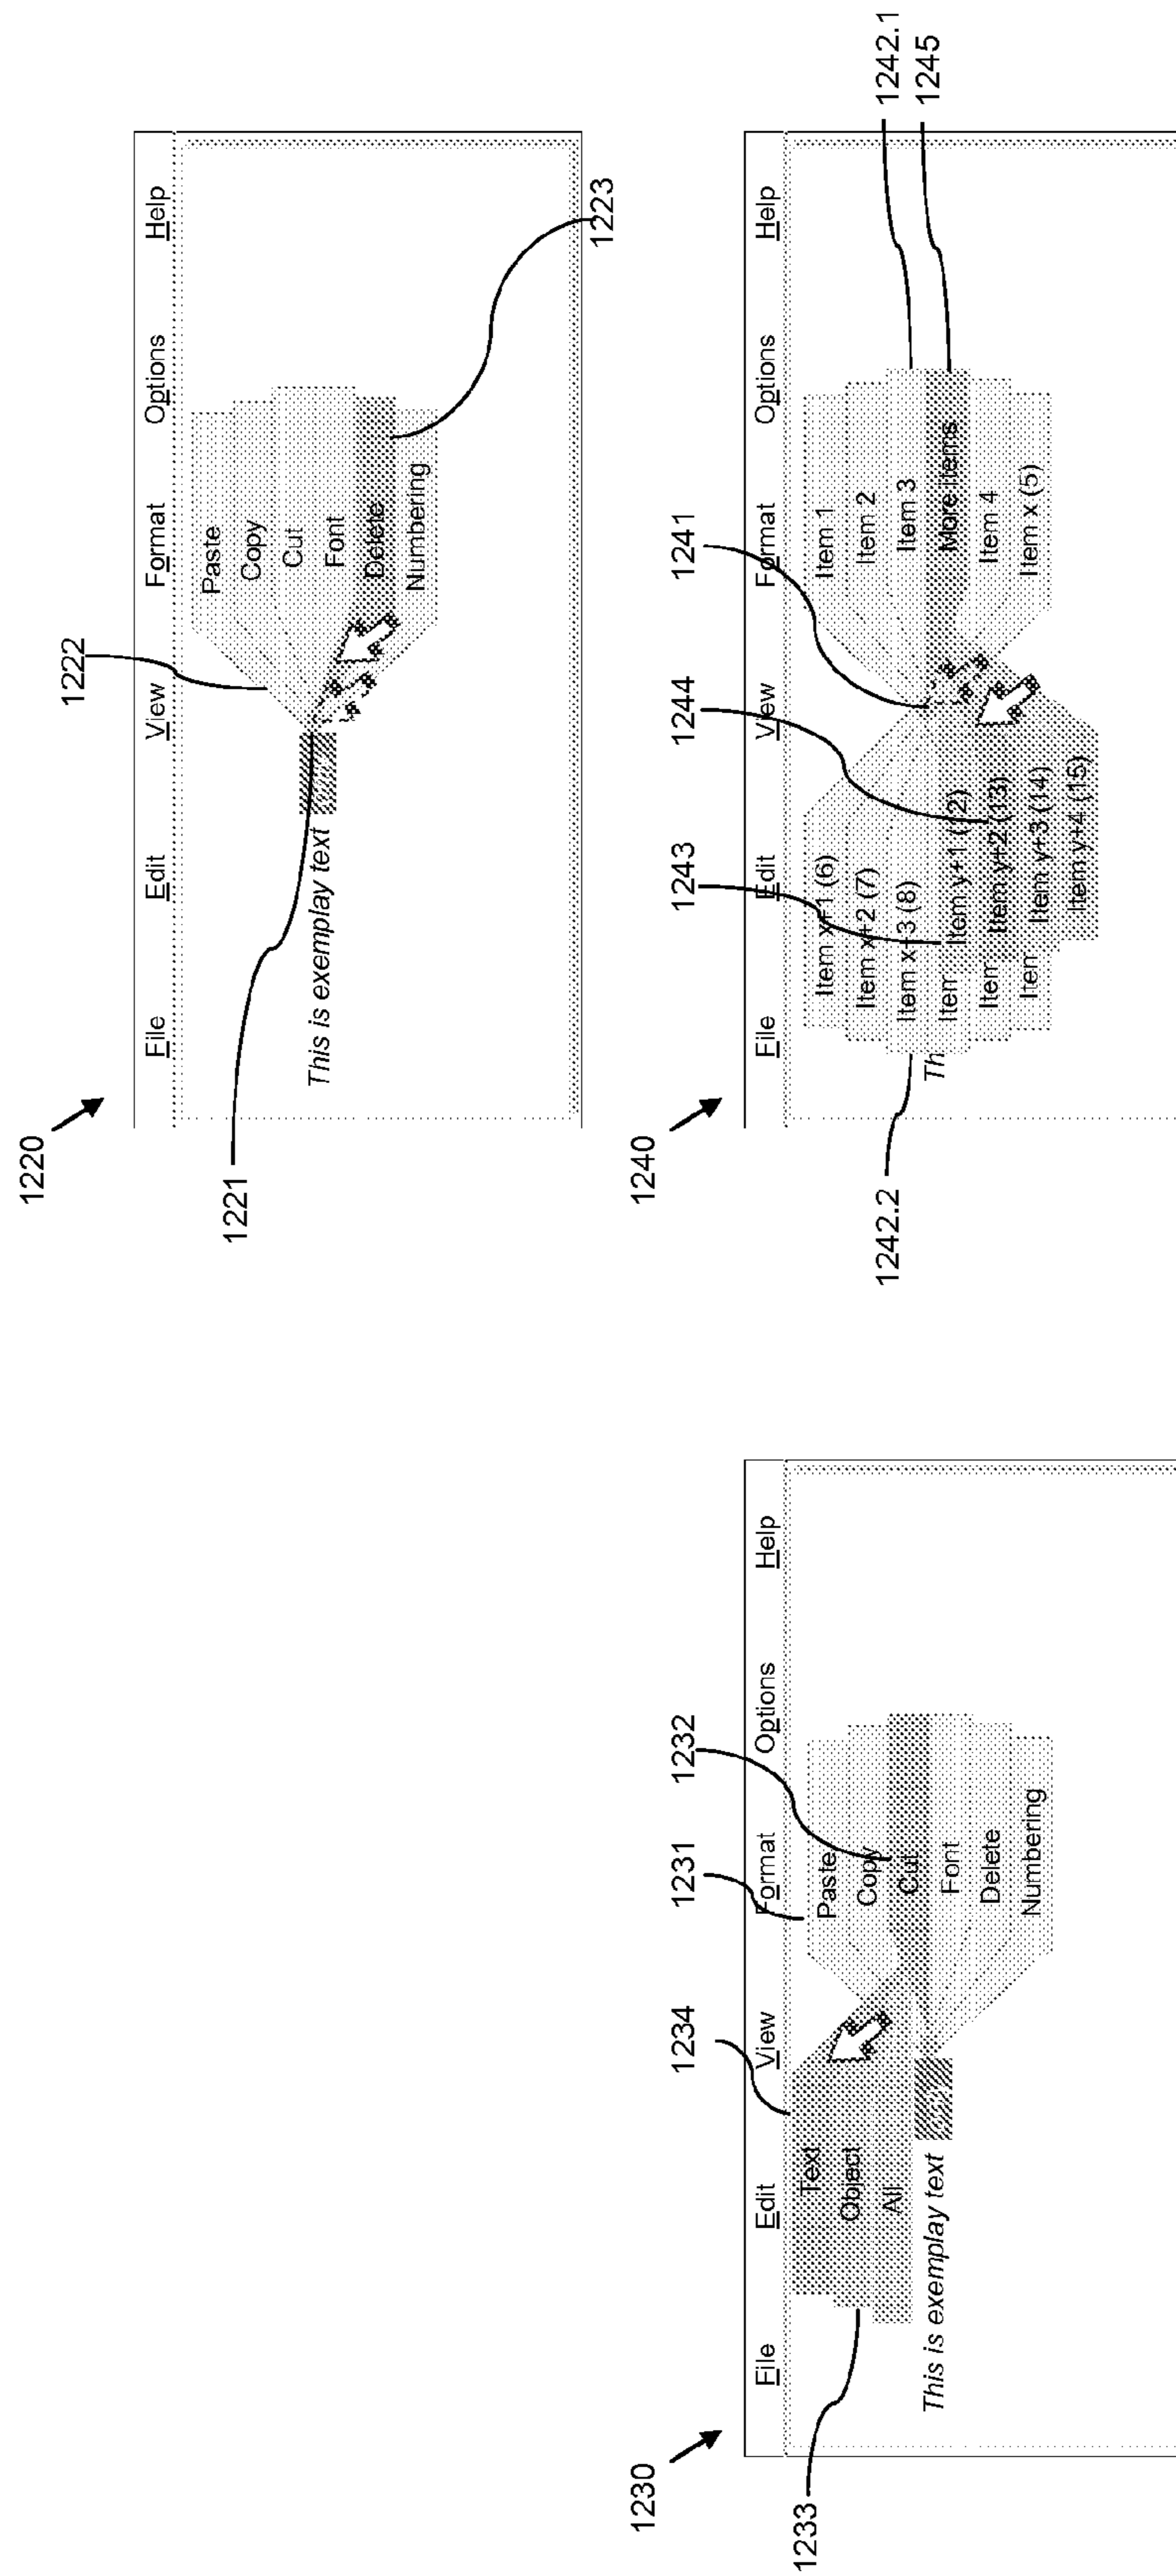 1220
File Edit View Format Options Help
1221
1222
1223
This is exemplay text
Paste
Copy
Cut
Font
Delete
Numbering
1230
File Edit View Format Options Help
1231
1232
1233
1234
Text
Object
All
This is exemplay text
Paste
Copy
Cut
Font
Delete
Numbering
1240
File Edit View Format Options Help
1241
1242.1
1242.2
1243
1244
1245
Item x+1 (6)
Item x+2 (7)
Item x+3 (8)
Item
Item
Item
Th
Item y+1 (12)
Item y+2 (13)
Item y+3 (14)
Item y+4 (15)
Item 1
Item 2
Item 3
More items
Item 4
Item x (5)